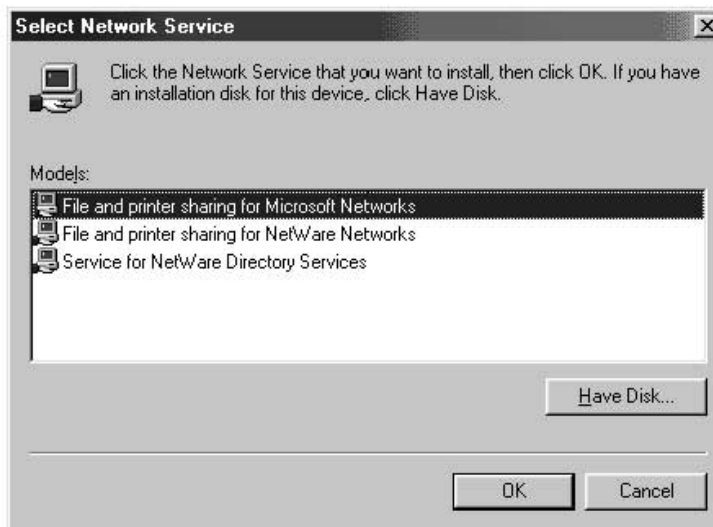 Select Network Service
Click the Network Service that you want to install, then click OK. If you have
an installation disk for this device, click Have Disk.
Models:
File and printer sharing for Microsoft Networks
File and printer sharing for NetWare Networks
Service for NetWare Directory Services
Have Disk...
OK
Cancel